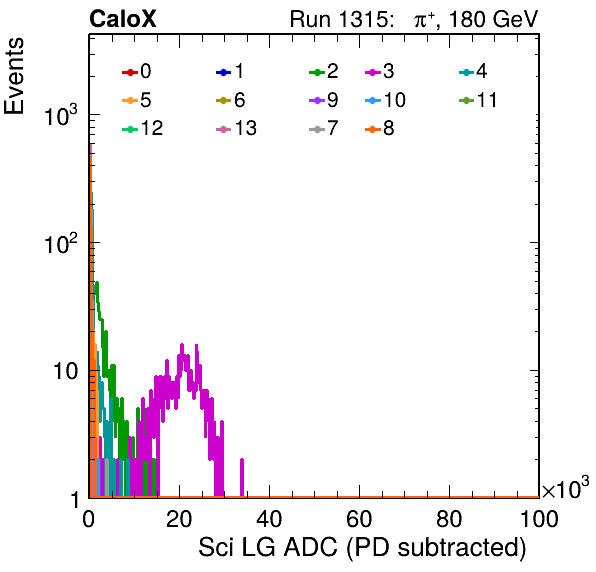 CaloX Run 1315: π⁺, 180 GeV
Events
0 1 2 3 4
5 6 9 10 11
12 13 7 8
10³
10²
10
1
0 20 40 60 80 100
×10³
Sci LG ADC (PD subtracted)